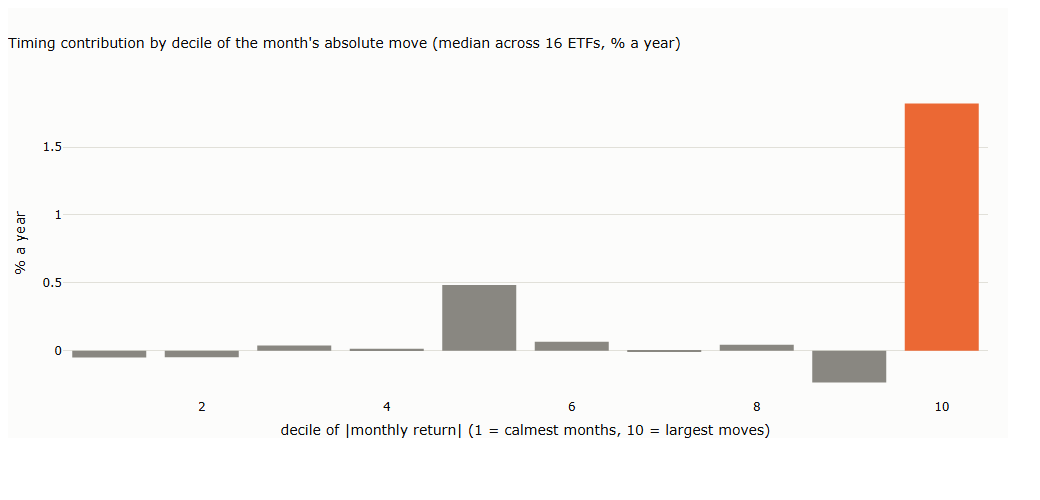 Timing contribution by decile of the month's absolute move (median across 16 ETFs, % a year)
1.5
1
0.5
0
% a year
2 4 6 8 10
decile of |monthly return| (1 = calmest months, 10 = largest moves)